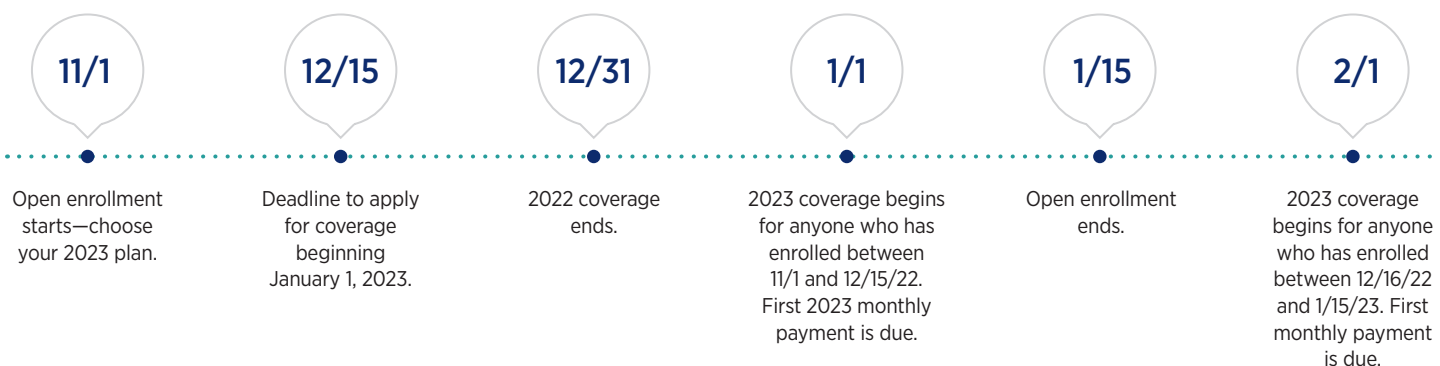 11/1
Open enrollment
starts—choose
your 2023 plan.
12/15
Deadline to apply
for coverage
beginning
January 1, 2023.
12/31
2022 coverage
ends.
1/1
2023 coverage begins
for anyone who has
enrolled between
11/1 and 12/15/22.
First 2023 monthly
payment is due.
1/15
Open enrollment
ends.
2/1
2023 coverage
begins for anyone
who has enrolled
between 12/16/22
and 1/15/23. First
monthly payment
is due.